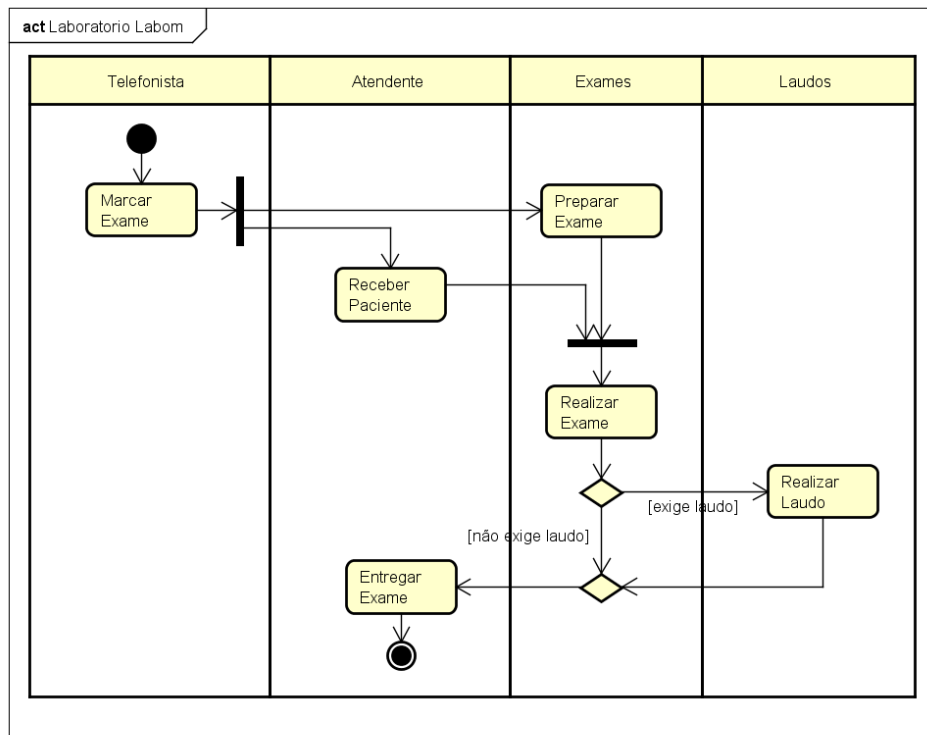 act Laboratorio Labom
Telefonista
Atendente
Exames
Laudos
Marcar
Exame
Preparar
Exame
Receber
Paciente
Realizar
Exame
Realizar
Laudo
[exige laudo]
[não exige laudo]
Entregar
Exame